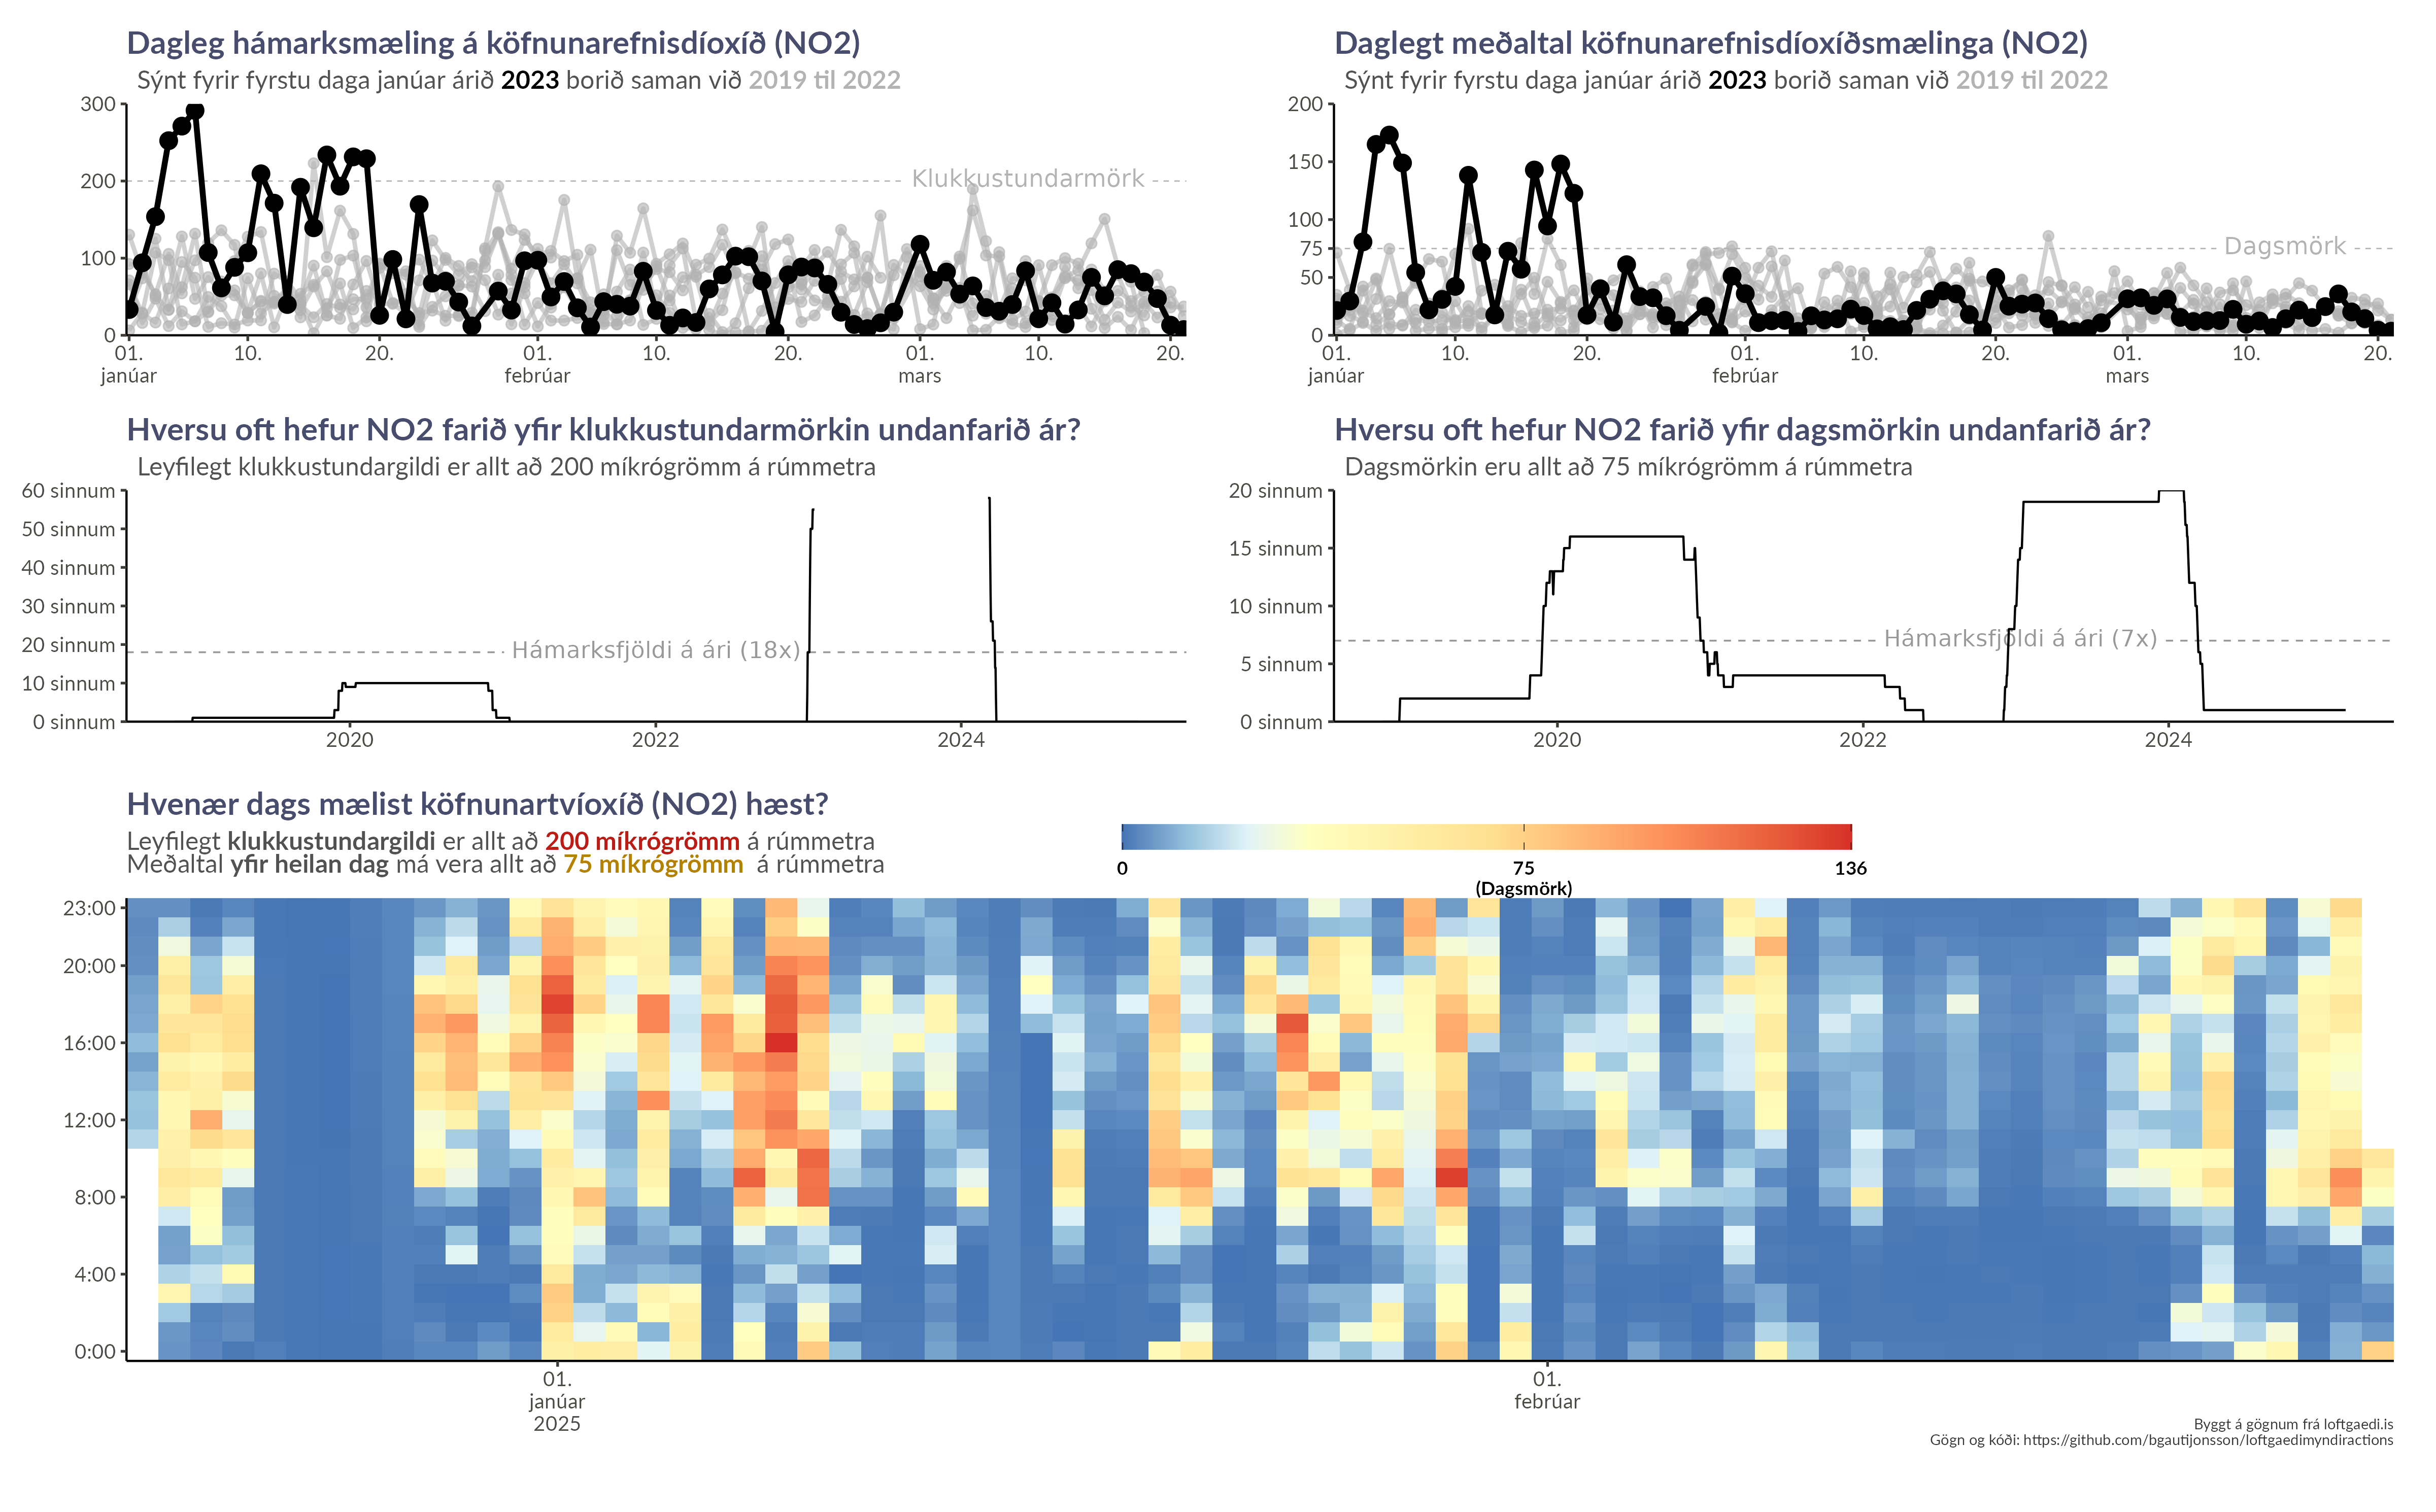 Dagleg hámarksmæling á köfnunarefnisdíoxíð (NO2)
Sýnt fyrir fyrstu daga janúar árið 2023 borið saman við 2019 til 2022
300
200
100
0
Klukkustundarmörk
01. 10. 20. 01. 10. 20. 01. 10. 20.
janúar febrúar mars
Daglegt meðaltal köfnunarefnisdíoxíðsmælinga (NO2)
Sýnt fyrir fyrstu daga janúar árið 2023 borið saman við 2019 til 2022
200
150
100
75
50
0
Dagsmörk
01. 10. 20. 01. 10. 20. 01. 10. 20.
janúar febrúar mars
Hversu oft hefur NO2 farið yfir klukkustundarmörkin undanfarið ár?
Leyfilegt klukkustundargildi er allt að 200 míkrógrömm á rúmmetra
60 sinnum
50 sinnum
40 sinnum
30 sinnum
20 sinnum
10 sinnum
0 sinnum
Hámarksfjöldi á ári (18x)
2020 2022 2024
Hversu oft hefur NO2 farið yfir dagsmörkin undanfarið ár?
Dagsmörkin eru allt að 75 míkrógrömm á rúmmetra
20 sinnum
15 sinnum
10 sinnum
5 sinnum
0 sinnum
Hámarksfjöldi á ári (7x)
2020 2022 2024
Hvenær dags mælist köfnunartvíoxíð (NO2) hæst?
Leyfilegt klukkustundargildi er allt að 200 míkrógrömm á rúmmetra
Meðaltal yfir heilan dag má vera allt að 75 míkrógrömm á rúmmetra
0 75 136
(Dagsmörk)
23:00
20:00
16:00
12:00
8:00
4:00
0:00
01. 01.
janúar febrúar
2025
Byggt á gögnum frá loftgaedi.is
Gögn og kóði: https://github.com/bgautijonsson/loftgaedimyndiractions